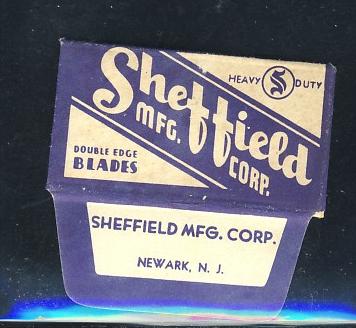 Sheffield
MFG. CORP.
HEAVY S DUTY
DOUBLE EDGE
BLADES
SHEFFIELD MFG. CORP.
NEWARK, N. J.